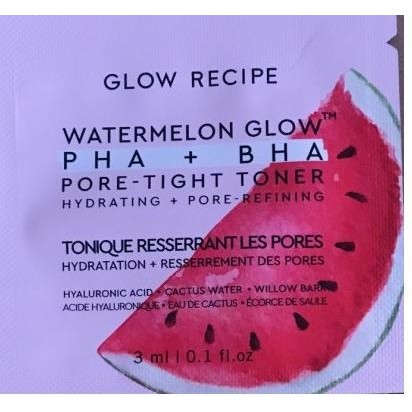 GLOW RECIPE
WATERMELON GLOW™
PHA + BHA
PORE-TIGHT TONER
HYDRATING + PORE-REFINING
TONIQUE RESSERRANT LES PORES
HYDRATATION + RESSERREMENT DES PORES
HYALURONIC ACID • CACTUS WATER • WILLOW BARK
ACIDE HYALURONIQUE • EAU DE CACTUS • ÉCORCE DE SAULE
3 ml | 0.1 fl.oz